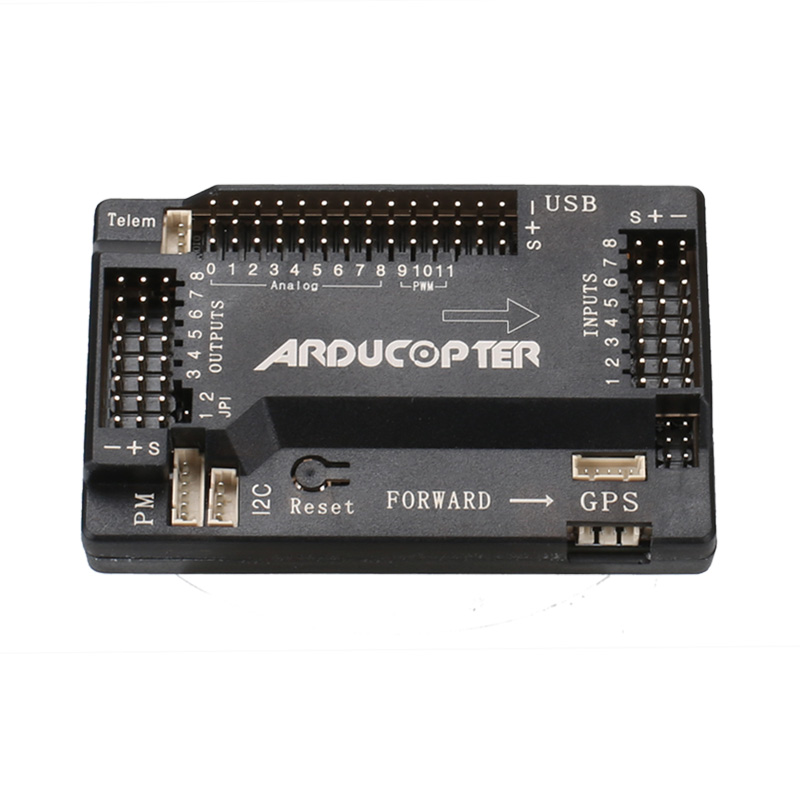 Telem
s + -
USB
s + -
0 1 2 3 4 5 6 7 8 9 10 11
Analog
PWM
1 2 3 4 5 6 7 8
OUTPUTS
JP1
INPUTS
1 2 3 4 5 6 7 8
ARDUCOPTER
- + s
PM
I2C
Reset
FORWARD →
GPS